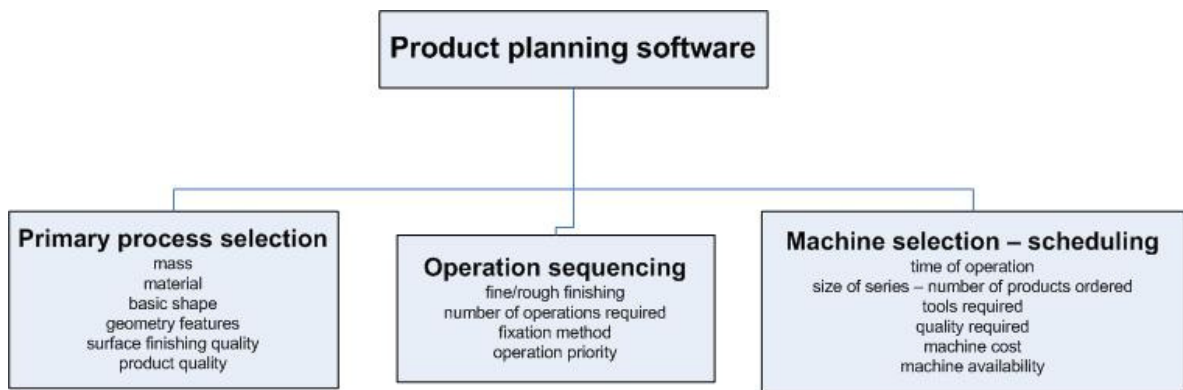 Product planning software
Primary process selection
mass
material
basic shape
geometry features
surface finishing quality
product quality
Operation sequencing
fine/rough finishing
number of operations required
fixation method
operation priority
Machine selection – scheduling
time of operation
size of series – number of products ordered
tools required
quality required
machine cost
machine availability